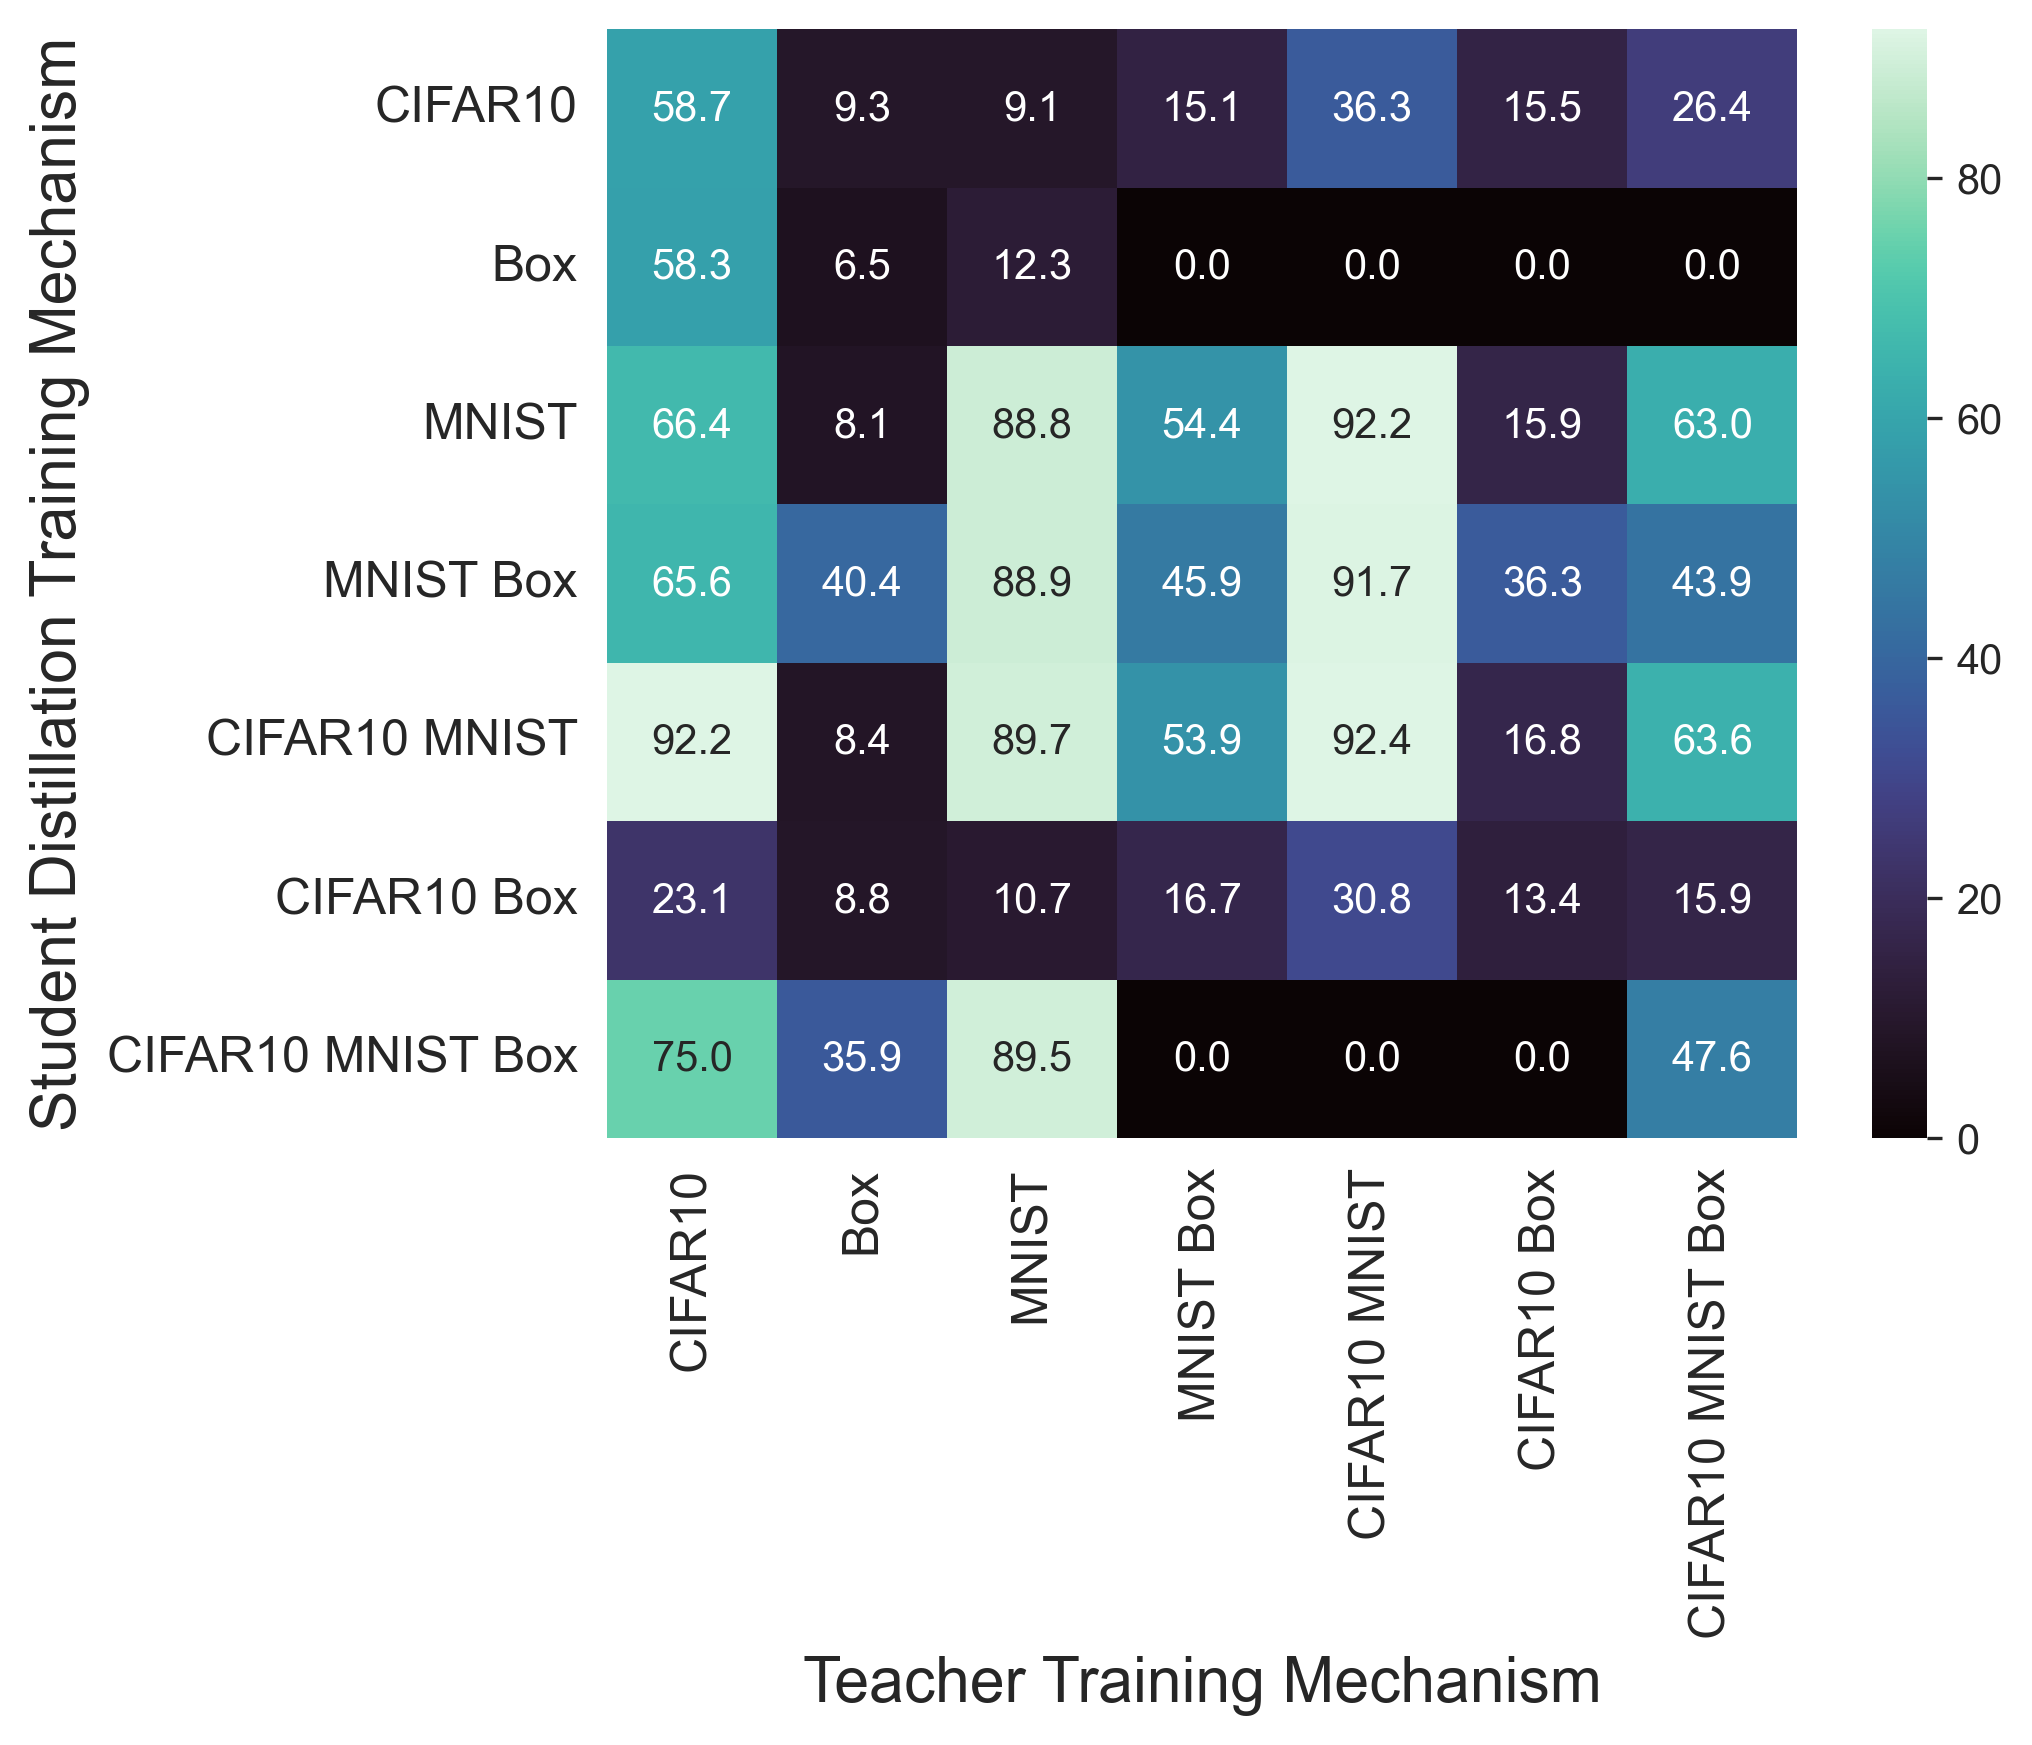 Student Distillation Training Mechanism
CIFAR10 58.7 9.3 9.1 15.1 36.3 15.5 26.4
Box 58.3 6.5 12.3 0.0 0.0 0.0 0.0
MNIST 66.4 8.1 88.8 54.4 92.2 15.9 63.0
MNIST Box 65.6 40.4 88.9 45.9 91.7 36.3 43.9
CIFAR10 MNIST 92.2 8.4 89.7 53.9 92.4 16.8 63.6
CIFAR10 Box 23.1 8.8 10.7 16.7 30.8 13.4 15.9
CIFAR10 MNIST Box 75.0 35.9 89.5 0.0 0.0 0.0 47.6
CIFAR10
Box
MNIST
MNIST Box
CIFAR10 MNIST
CIFAR10 Box
CIFAR10 MNIST Box
Teacher Training Mechanism
80
60
40
20
0